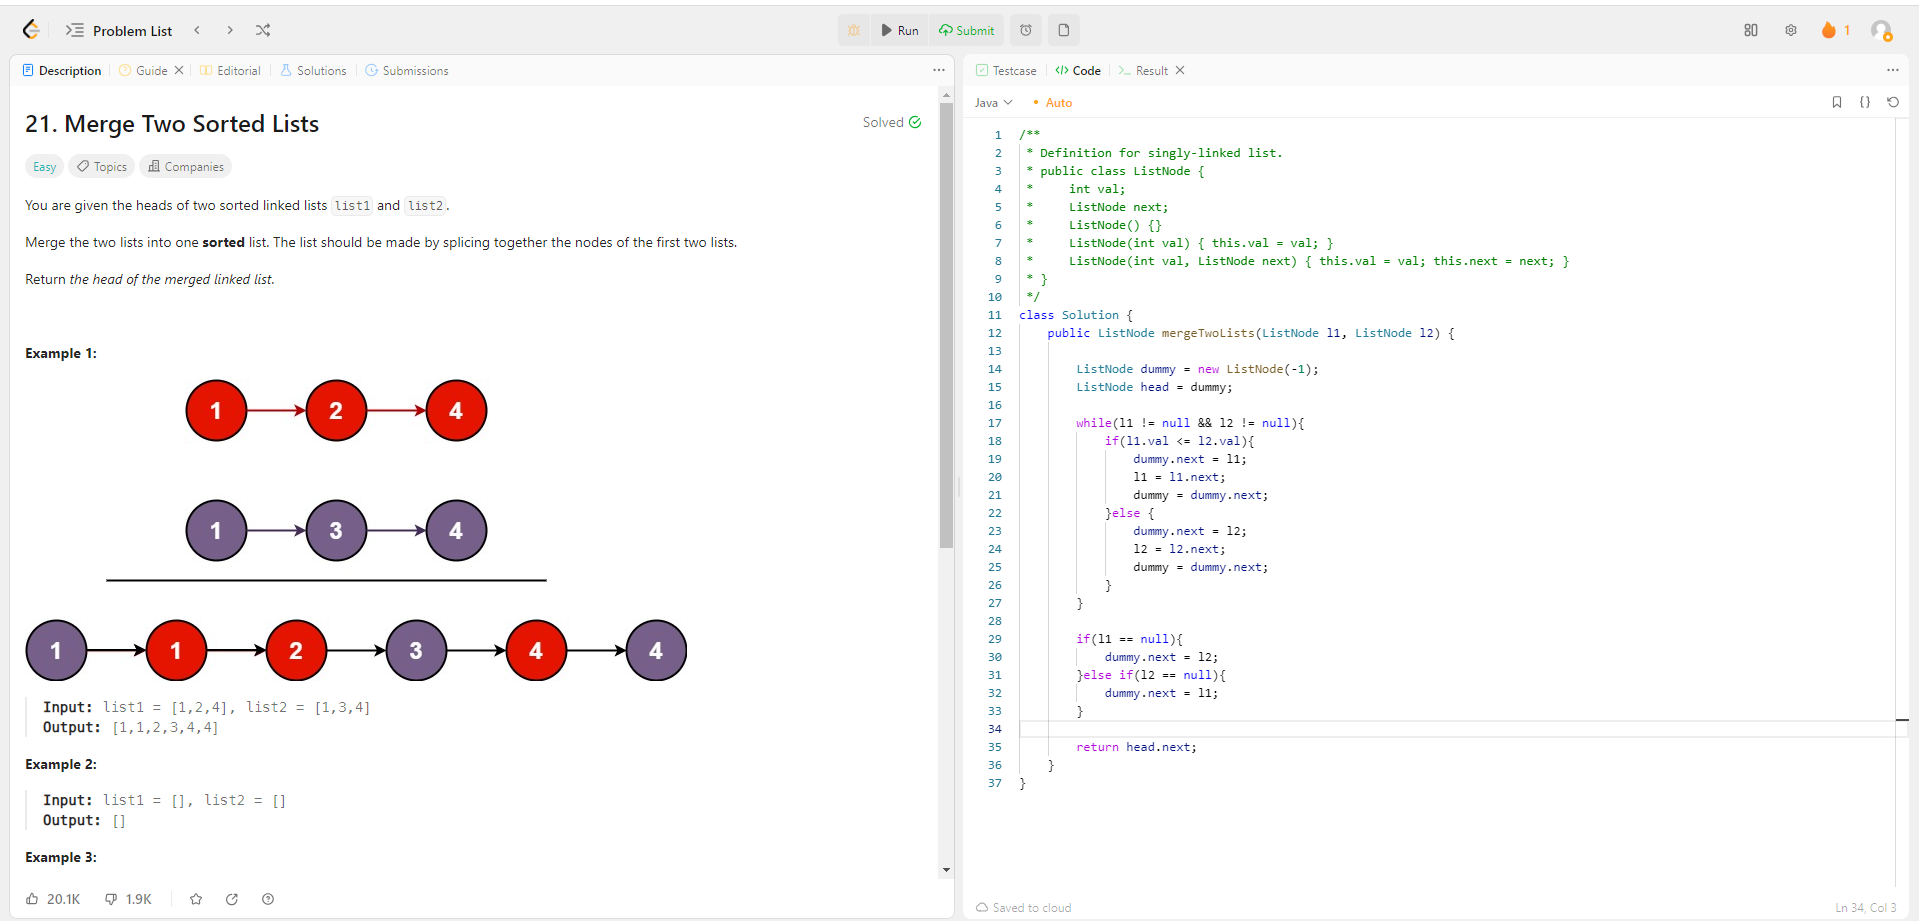 Problem List
Run
Submit
1
Description
Guide
Editorial
Solutions
Submissions
21. Merge Two Sorted Lists
Solved
Easy
Topics
Companies
You are given the heads of two sorted linked lists list1 and list2.
Merge the two lists into one sorted list. The list should be made by splicing together the nodes of the first two lists.
Return the head of the merged linked list.
Example 1:
1 2 4
1 3 4
1 1 2 3 4 4
Input: list1 = [1,2,4], list2 = [1,3,4]
Output: [1,1,2,3,4,4]
Example 2:
Input: list1 = [], list2 = []
Output: []
Example 3:
20.1K
1.9K
Testcase
Code
Result
Java
Auto
1 /**
2  * Definition for singly-linked list.
3  * public class ListNode {
4  *     int val;
5  *     ListNode next;
6  *     ListNode() {}
7  *     ListNode(int val) { this.val = val; }
8  *     ListNode(int val, ListNode next) { this.val = val; this.next = next; }
9  * }
10  */
11 class Solution {
12     public ListNode mergeTwoLists(ListNode l1, ListNode l2) {
13
14         ListNode dummy = new ListNode(-1);
15         ListNode head = dummy;
16
17         while(l1 != null && l2 != null){
18             if(l1.val <= l2.val){
19                 dummy.next = l1;
20                 l1 = l1.next;
21                 dummy = dummy.next;
22             }else {
23                 dummy.next = l2;
24                 l2 = l2.next;
25                 dummy = dummy.next;
26             }
27         }
28
29         if(l1 == null){
30             dummy.next = l2;
31         }else if(l2 == null){
32             dummy.next = l1;
33         }
34
35         return head.next;
36     }
37 }
Saved to cloud
Ln 34, Col 3